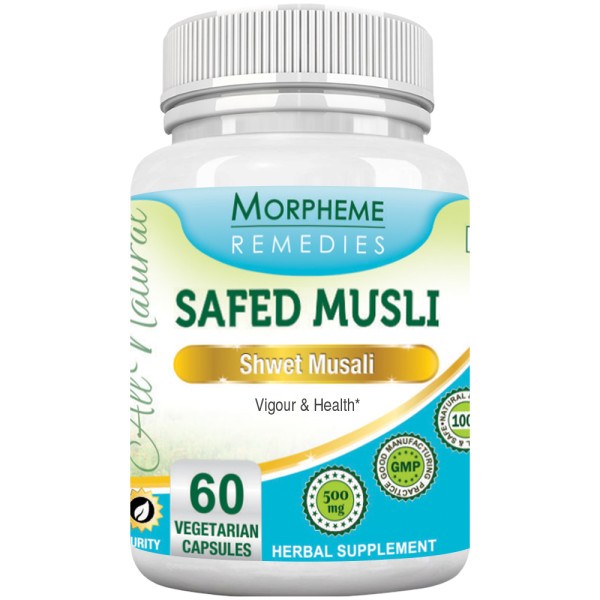 MORPHEME
REMEDIES
All Natural
SAFED MUSLI
Shwet Musali
Vigour & Health*
100
NATURAL
& SAFE
GOOD MANUFACTURING
PRACTICE
GMP
500
mg
60
VEGETARIAN
CAPSULES
URITY
HERBAL SUPPLEMENT